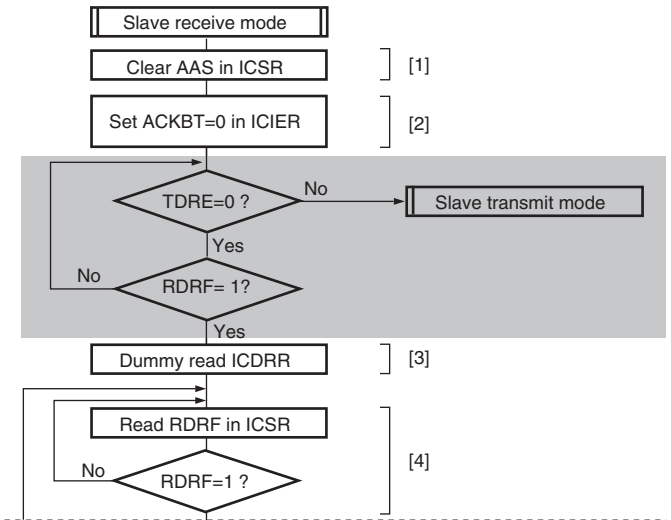 Slave receive mode
Clear AAS in ICSR
[1]
Set ACKBT=0 in ICIER
[2]
TDRE=0 ?
No
Slave transmit mode
Yes
No
RDRF= 1?
Yes
Dummy read ICDRR
[3]
Read RDRF in ICSR
[4]
No
RDRF=1 ?